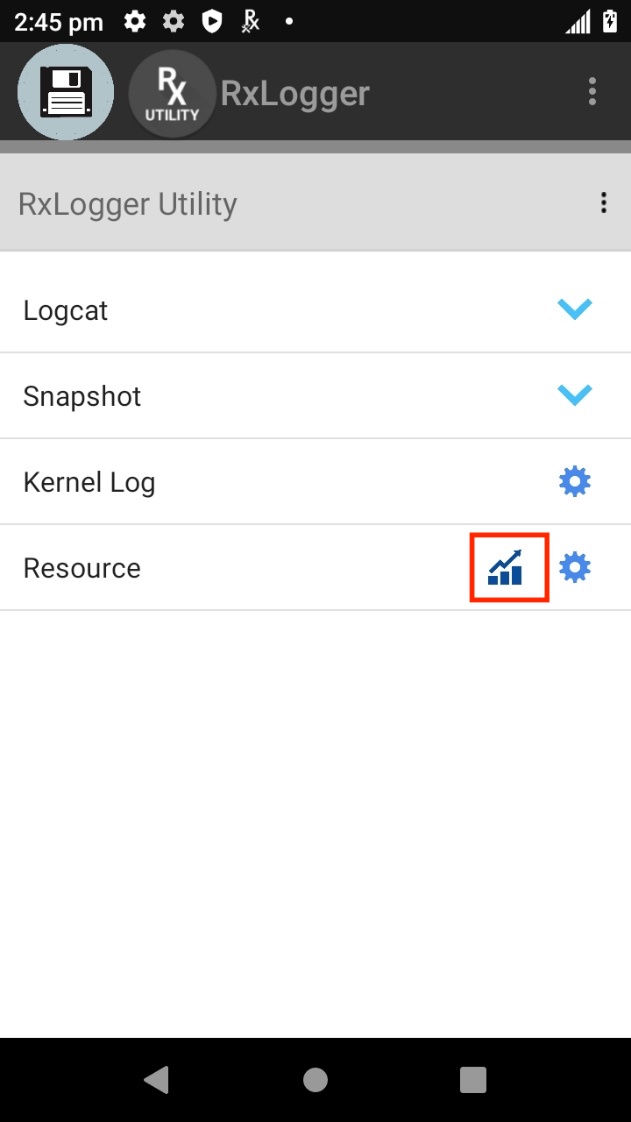 2:45 pm
Rx
UTILITY
RxLogger
RxLogger Utility
Logcat
Snapshot
Kernel Log
Resource